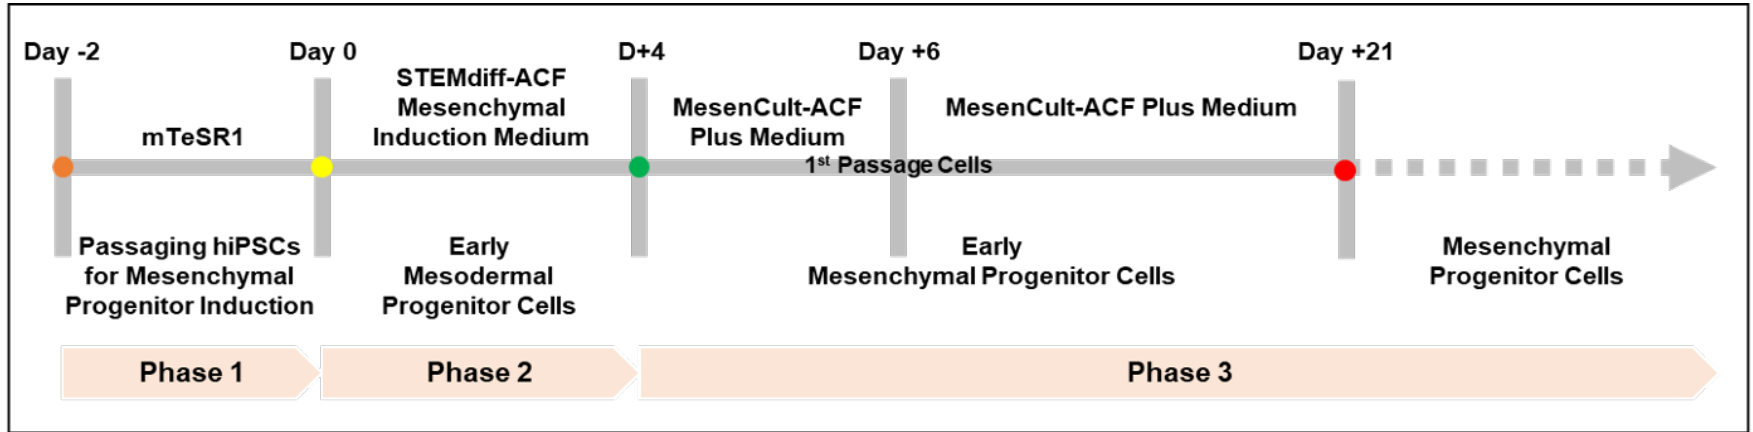 Day -2
Day 0
D+4
Day +6
Day +21
mTeSR1
STEMdiff-ACF
Mesenchymal
Induction Medium
MesenCult-ACF
Plus Medium
MesenCult-ACF Plus Medium
1st Passage Cells
Passaging hiPSCs
for Mesenchymal
Progenitor Induction
Early
Mesodermal
Progenitor Cells
Early
Mesenchymal Progenitor Cells
Mesenchymal
Progenitor Cells
Phase 1
Phase 2
Phase 3